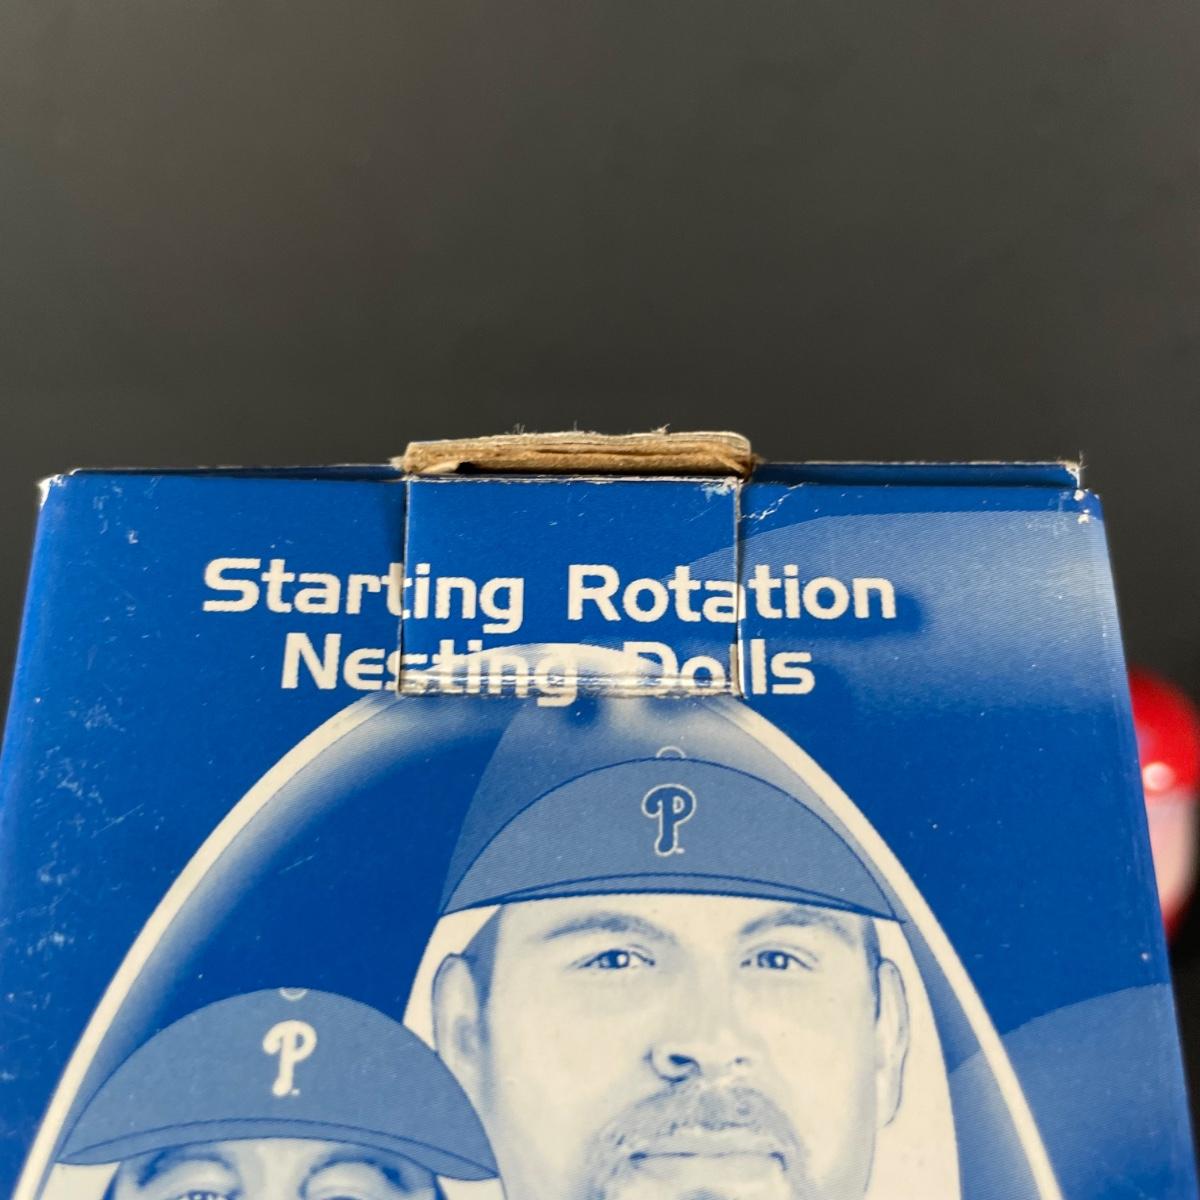 Starting Rotation
Nesting Dolls
P
P